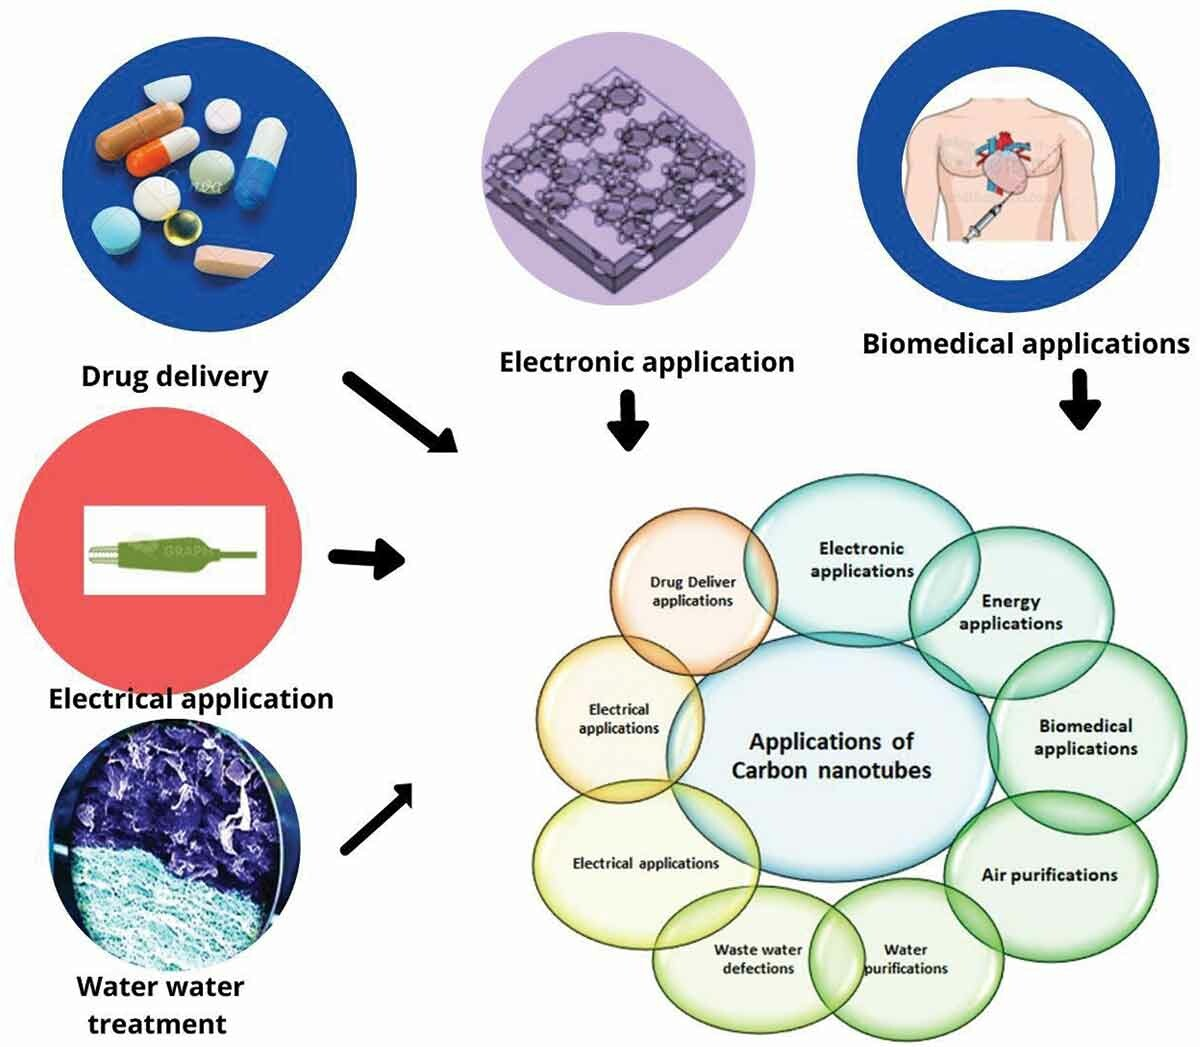 Drug delivery
Electronic application
Biomedical applications
Electrical application
Water water
treatment
Electronic
applications
Drug Deliver
applications
Energy
applications
Electrical
applications
Biomedical
applications
Applications of
Carbon nanotubes
Electrical applications
Air purifications
Waste water
defections
Water
purifications